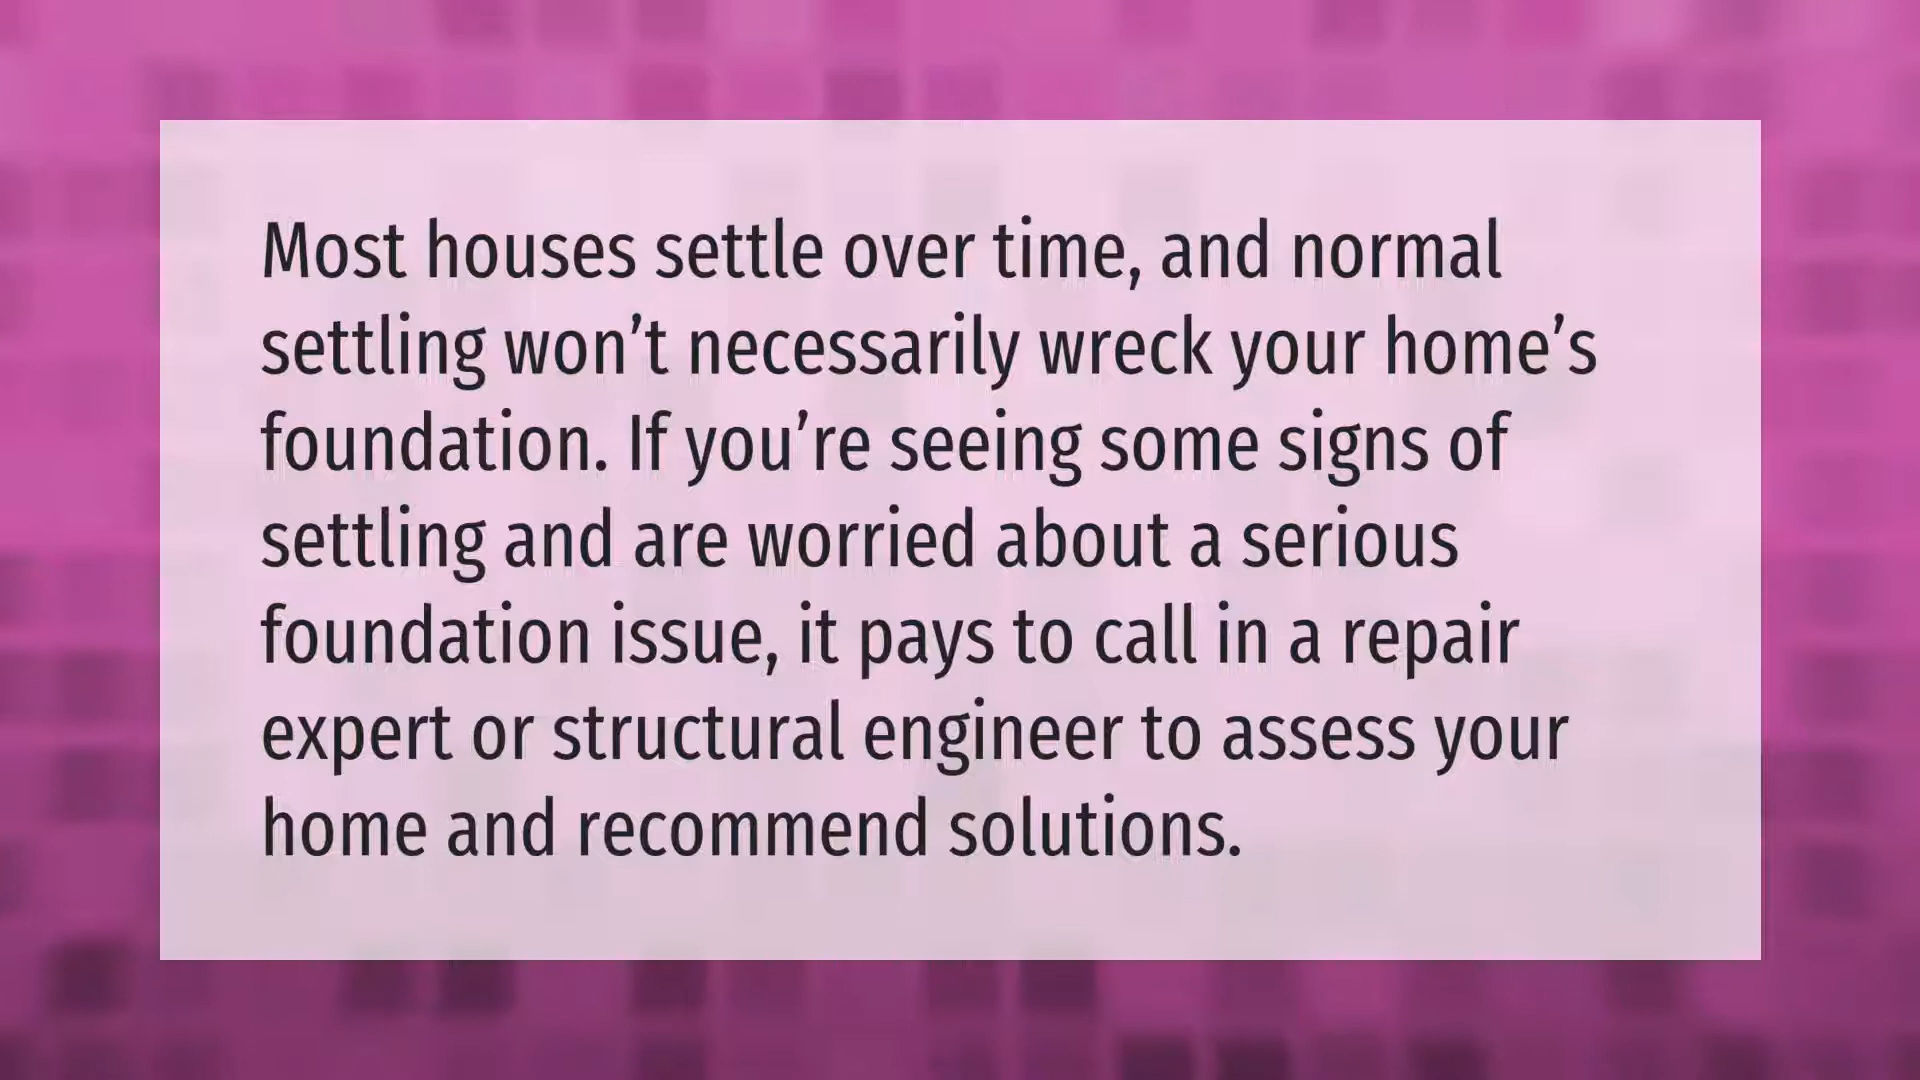 Most houses settle over time, and normal
settling won’t necessarily wreck your home’s
foundation. If you’re seeing some signs of
settling and are worried about a serious
foundation issue, it pays to call in a repair
expert or structural engineer to assess your
home and recommend solutions.